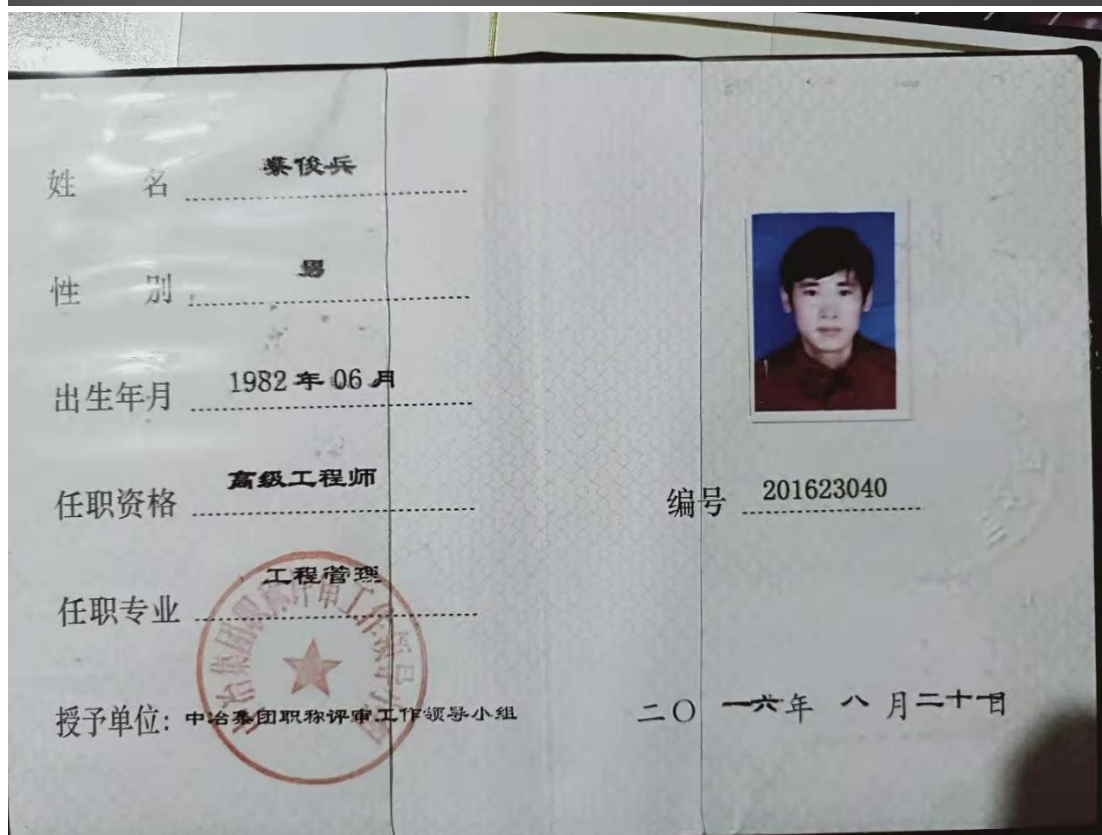 姓 名 蔡俊兵
性 别 男
出生年月 1982年06月
任职资格 高级工程师
编号 201623040
任职专业 工程管理
授予单位：中冶集团职称评审工作领导小组
二〇一六年 八月二十一日